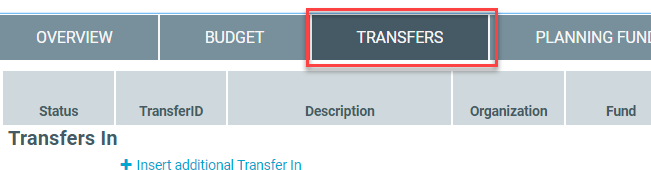 OVERVIEW BUDGET TRANSFERS PLANNING FUND
Status TransferID Description Organization Fund
Transfers In
+ Insert additional Transfer In